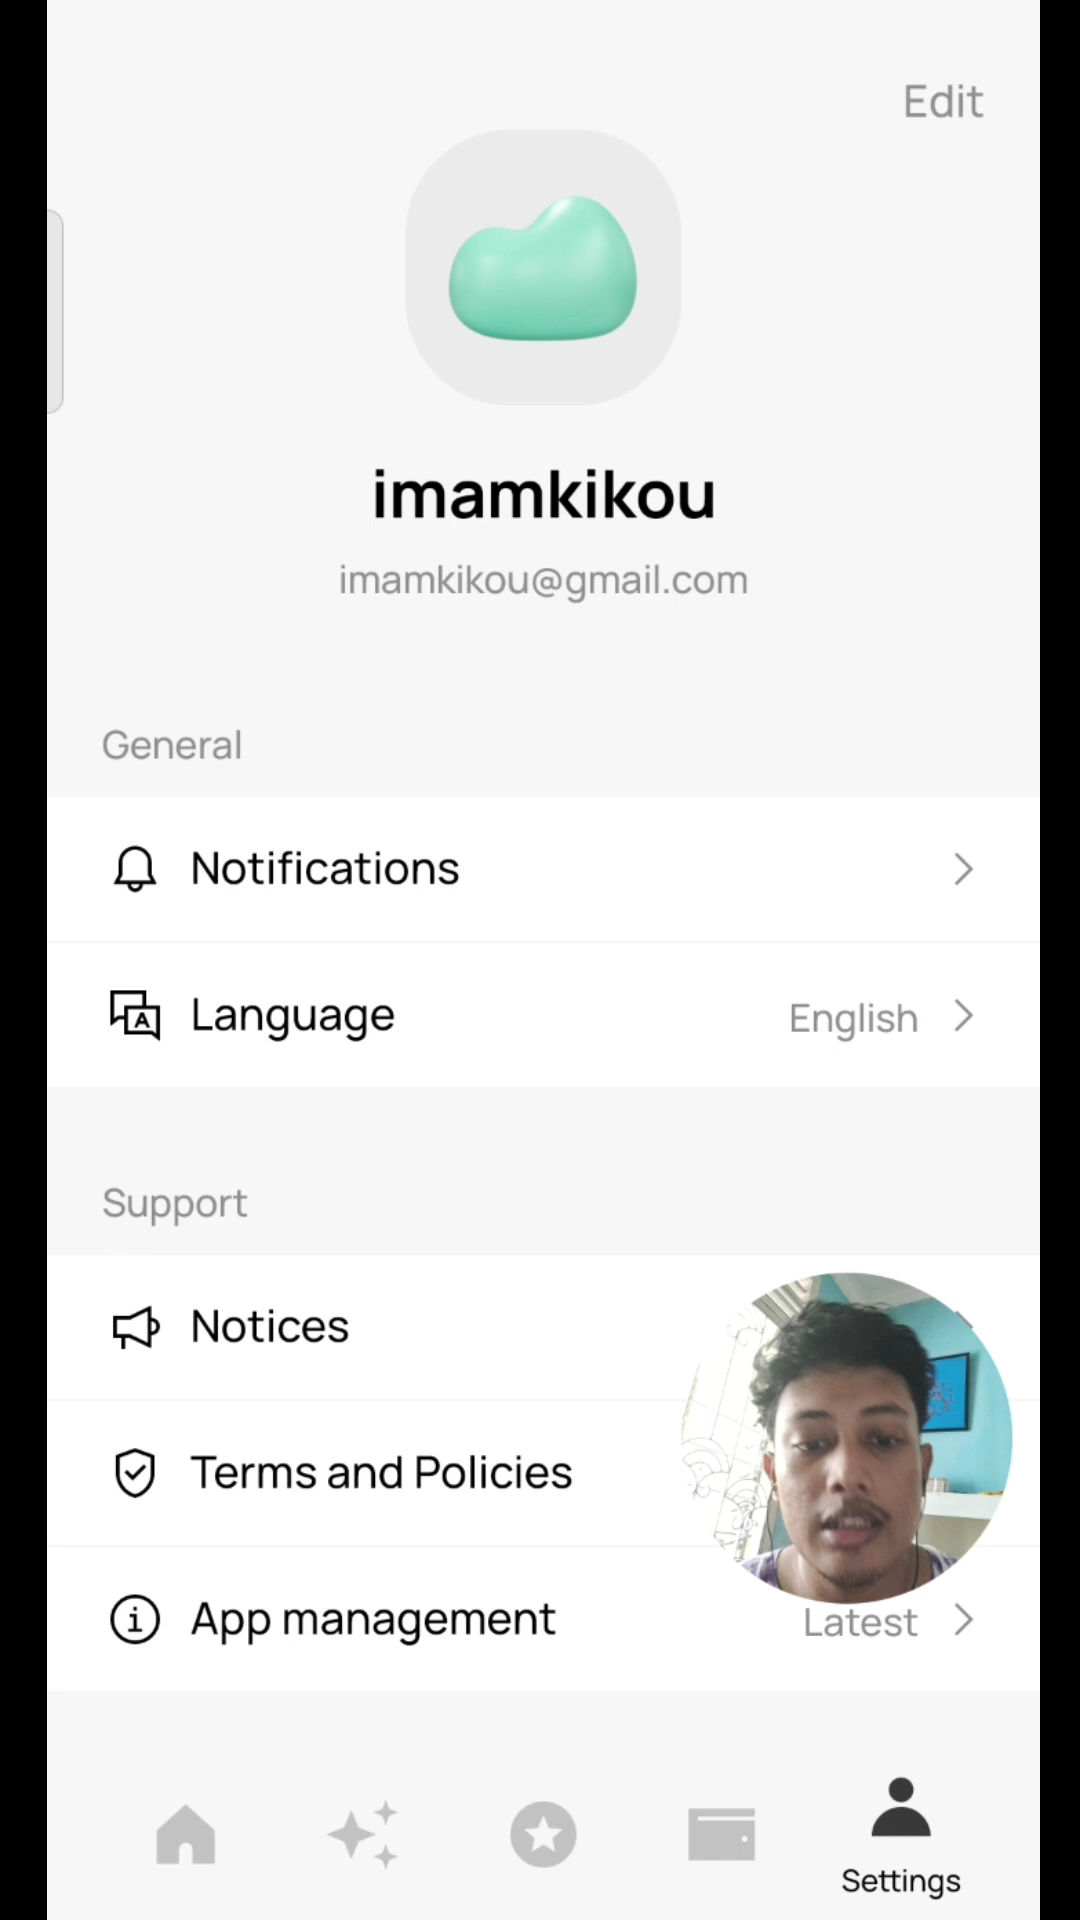 Edit
imamkikou
imamkikou@gmail.com
General
Notifications
Language English
Support
Notices
Terms and Policies
App management Latest
Settings